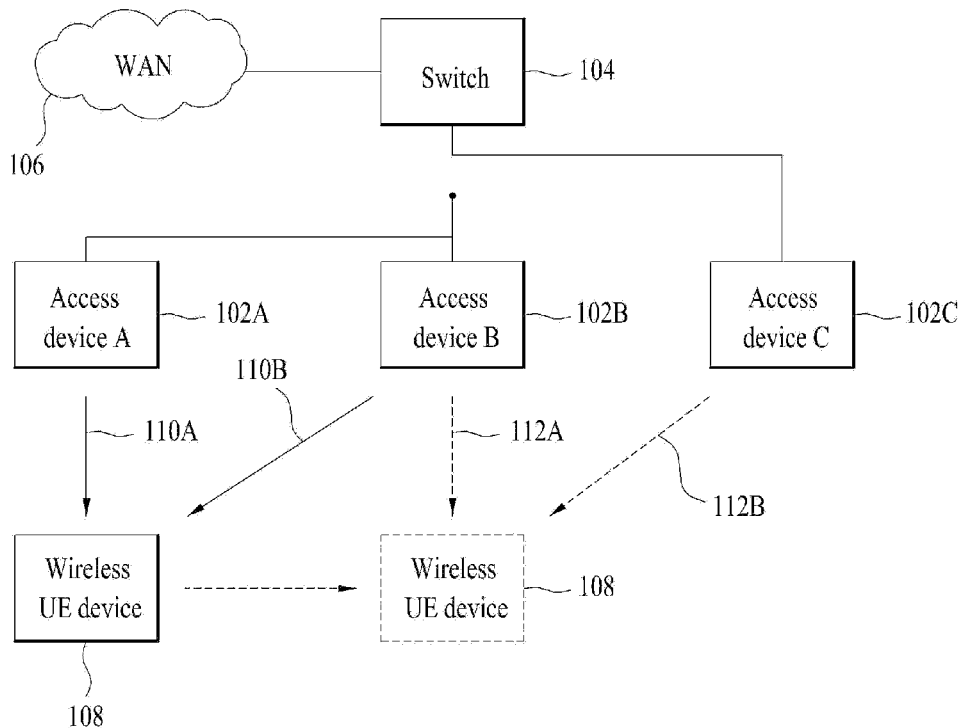 WAN
Switch
104
106
Access
device A
102A
Access
device B
102B
Access
device C
102C
110B
110A
112A
112B
Wireless
UE device
Wireless
UE device
108
108